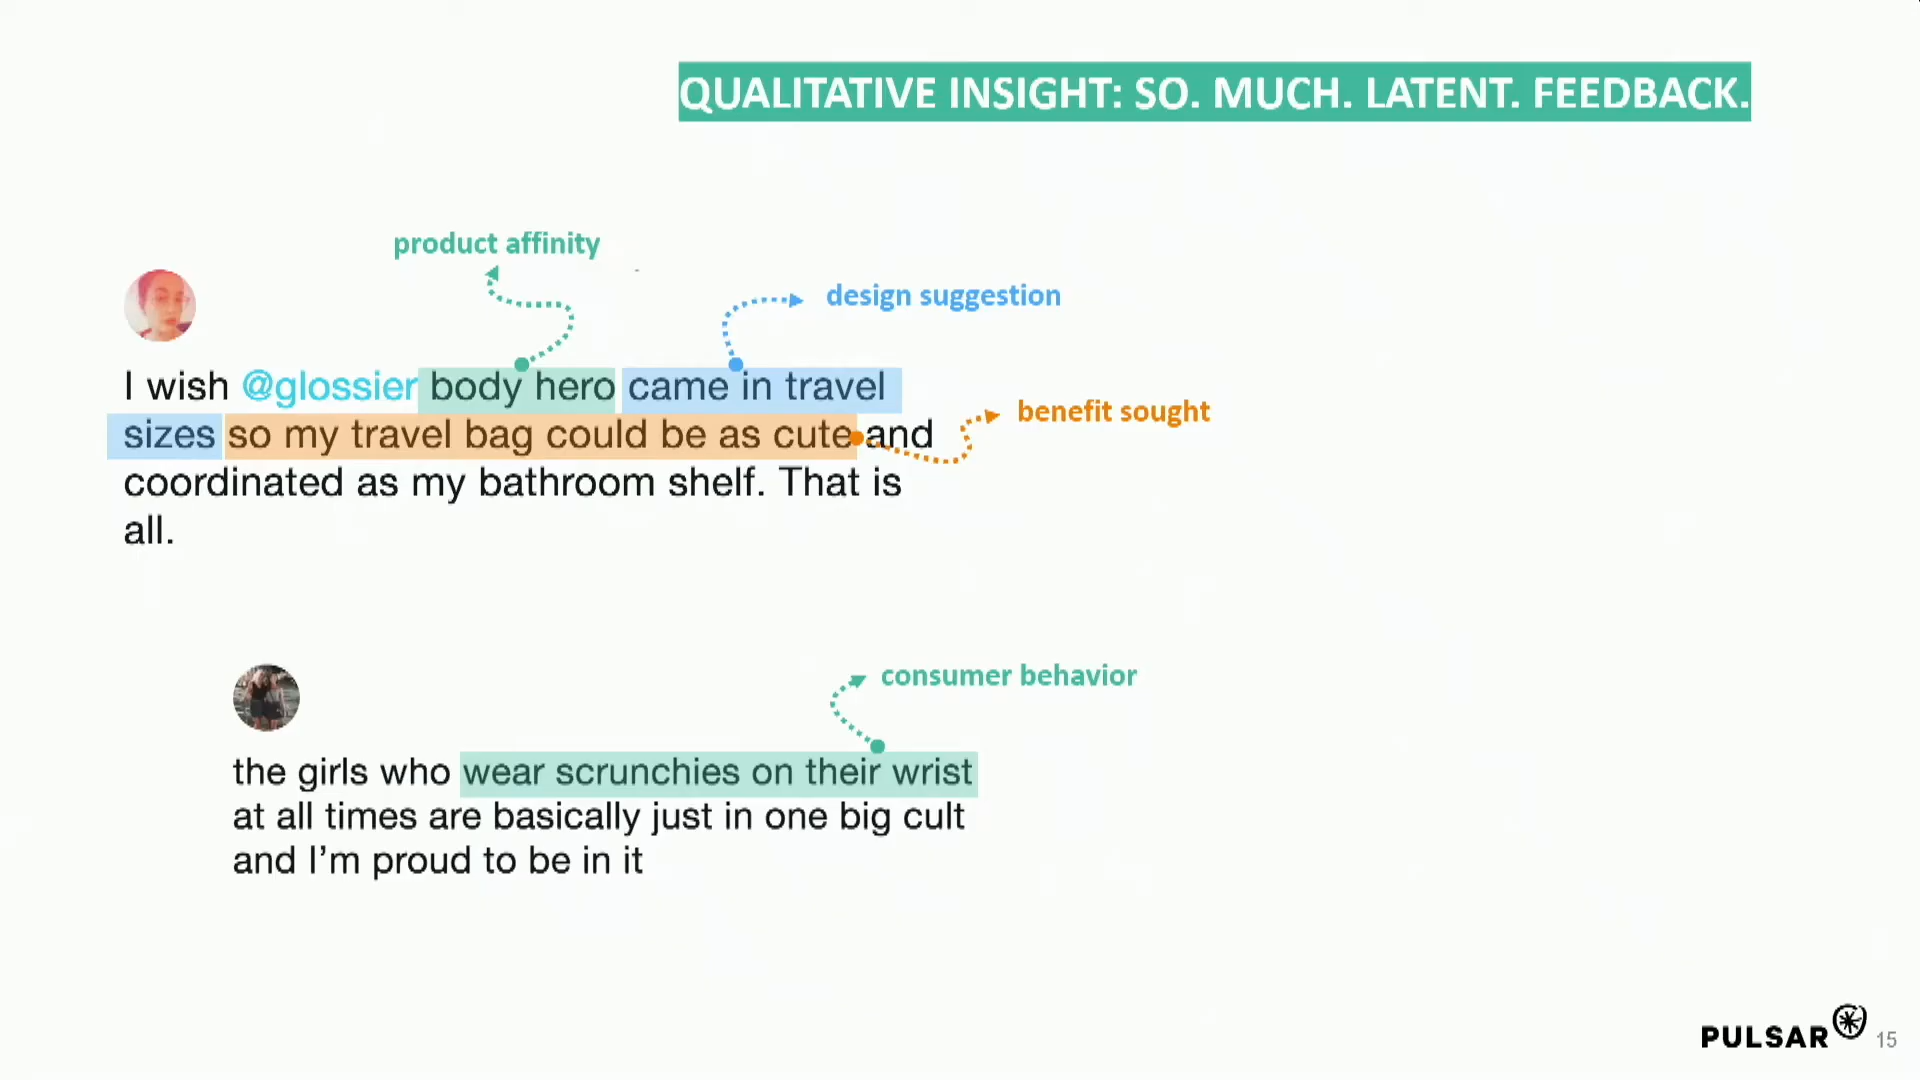 QUALITATIVE INSIGHT: SO. MUCH. LATENT. FEEDBACK.
product affinity
design suggestion
I wish @glossier body hero came in travel
benefit sought
sizes so my travel bag could be as cute and
coordinated as my bathroom shelf. That is
all.
consumer behavior
the girls who wear scrunchies on their wrist
at all times are basically just in one big cult
and I'm proud to be in it
PULSAR 15